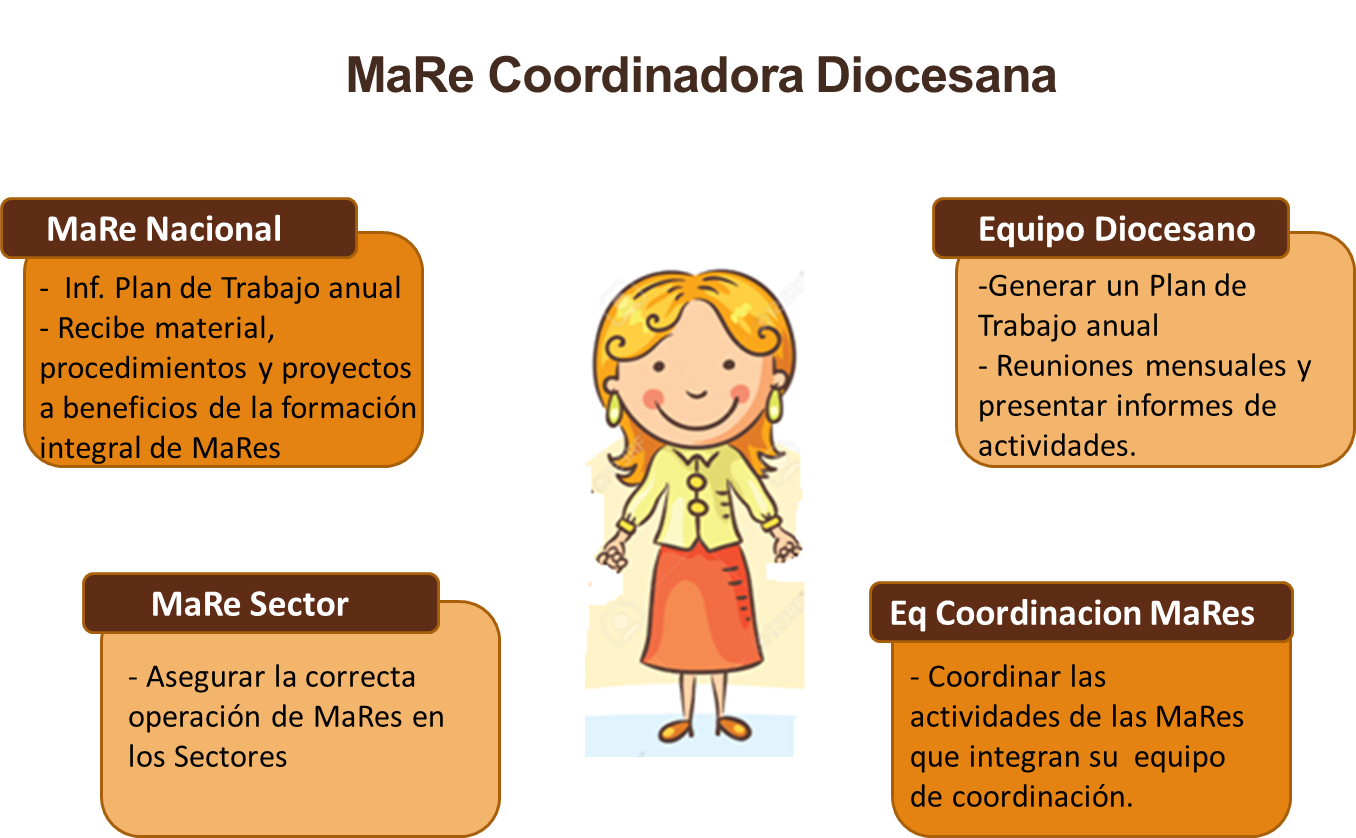 MaRe Coordinadora Diocesana
MaRe Nacional
-  Inf. Plan de Trabajo anual
- Recibe material,
procedimientos y proyectos
a beneficios de la formación
integral de MaRes
Equipo Diocesano
-Generar un Plan de
Trabajo anual
- Reuniones mensuales y
presentar informes de
actividades.
MaRe Sector
- Asegurar la correcta
operación de MaRes en
los Sectores
Eq Coordinacion MaRes
- Coordinar las
actividades de las MaRes
que integran su  equipo
de coordinación.